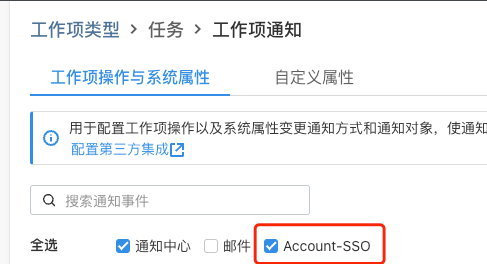 工作项类型 > 任务 > 工作项通知
工作项操作与系统属性 自定义属性
用于配置工作项操作以及系统属性变更通知方式和通知对象，使通知
配置第三方集成
搜索通知事件
全选 通知中心 邮件 Account-SSO